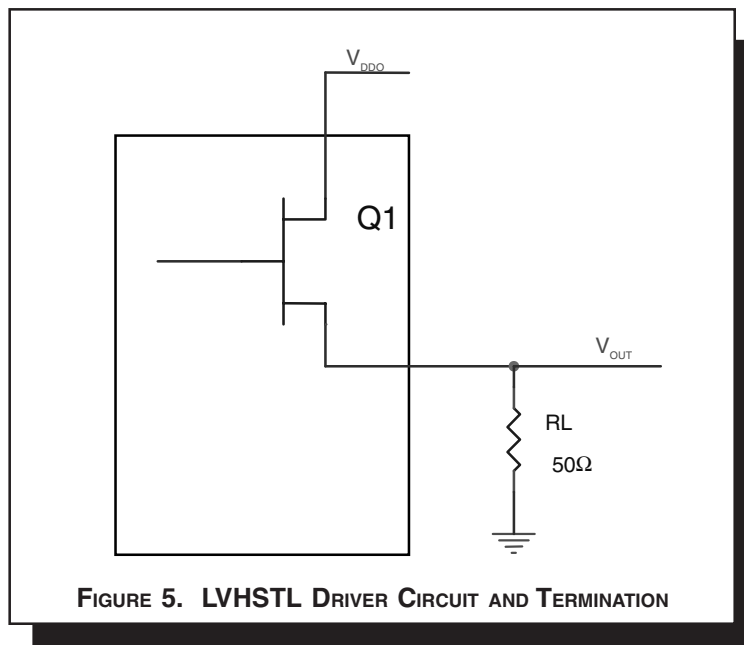 VDDO
Q1
VOUT
RL
50Ω
FIGURE 5. LVHSTL DRIVER CIRCUIT AND TERMINATION